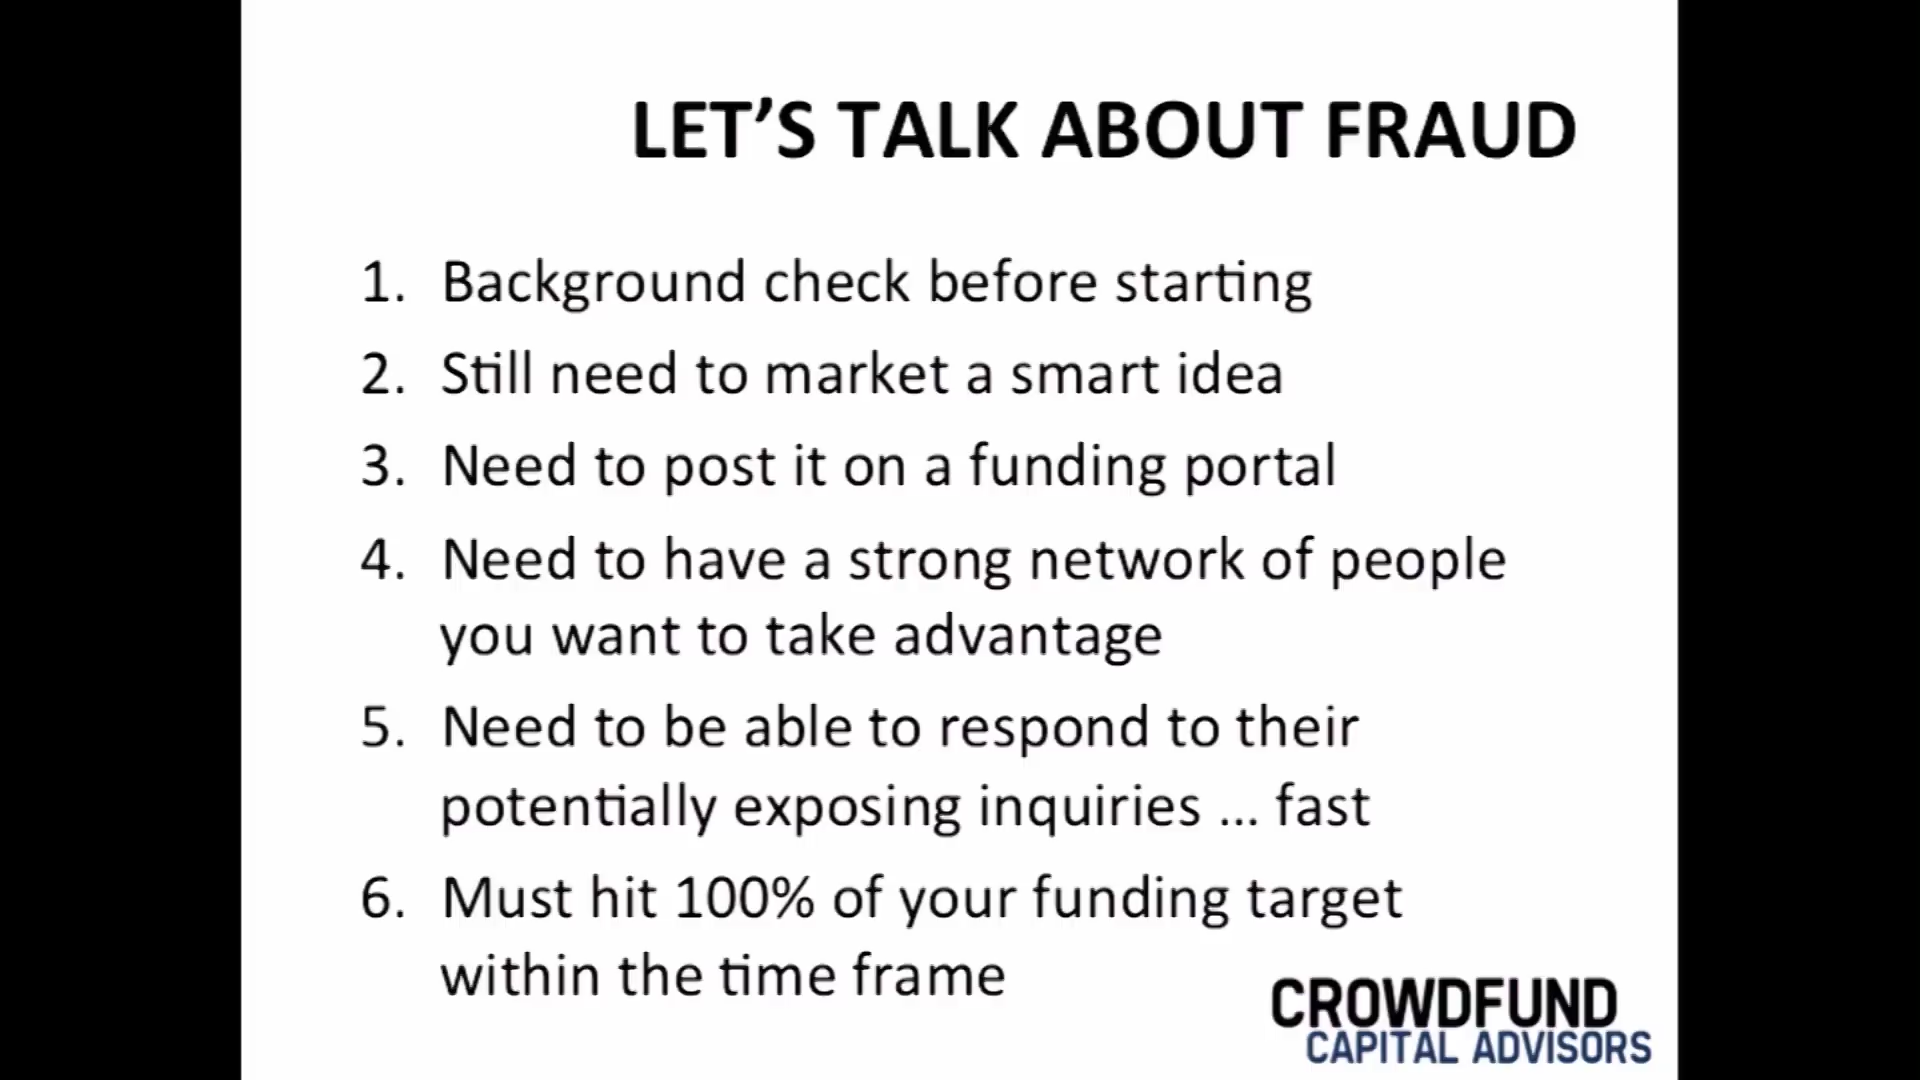 LET’S TALK ABOUT FRAUD
1. Background check before starting
2. Still need to market a smart idea
3. Need to post it on a funding portal
4. Need to have a strong network of people
you want to take advantage
5. Need to be able to respond to their
potentially exposing inquiries ... fast
6. Must hit 100% of your funding target
within the time frame
CROWDFUND
CAPITAL ADVISORS